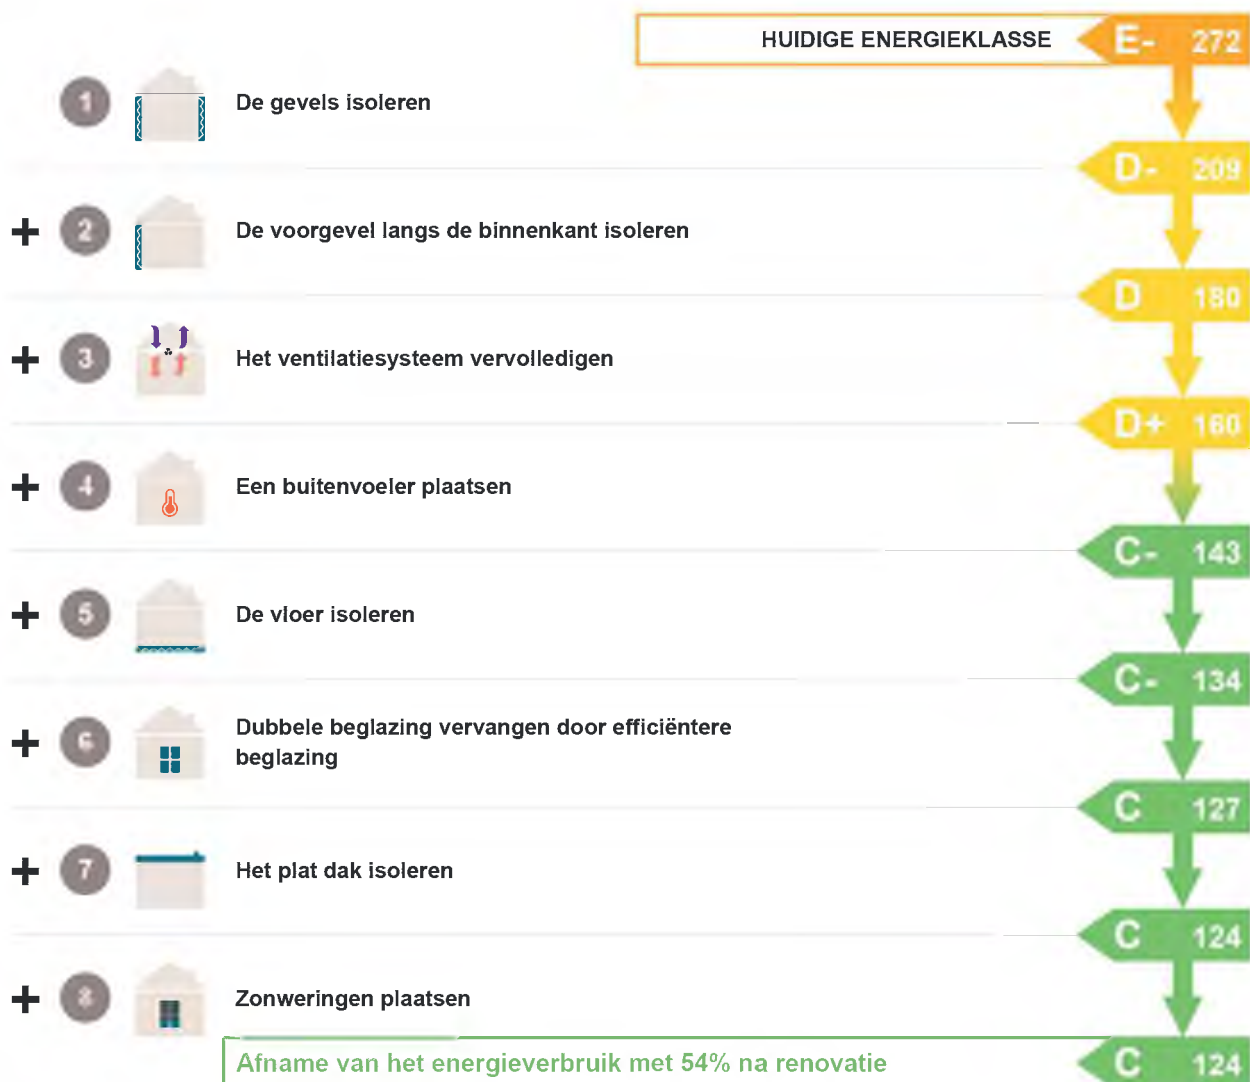 HUIDIGE ENERGIEKLASSE E- 272
1 De gevels isoleren
D- 209
+ 2 De voorgevel langs de binnenkant isoleren
D 180
+ 3 Het ventilatiesysteem vervolledigen
D+ 160
+ 4 Een buitenvoeler plaatsen
C- 143
+ 5 De vloer isoleren
C- 134
+ 6 Dubbele beglazing vervangen door efficiëntere
beglazing
C 127
+ 7 Het plat dak isoleren
C 124
+ 8 Zonweringen plaatsen
Afname van het energieverbruik met 54% na renovatie C 124